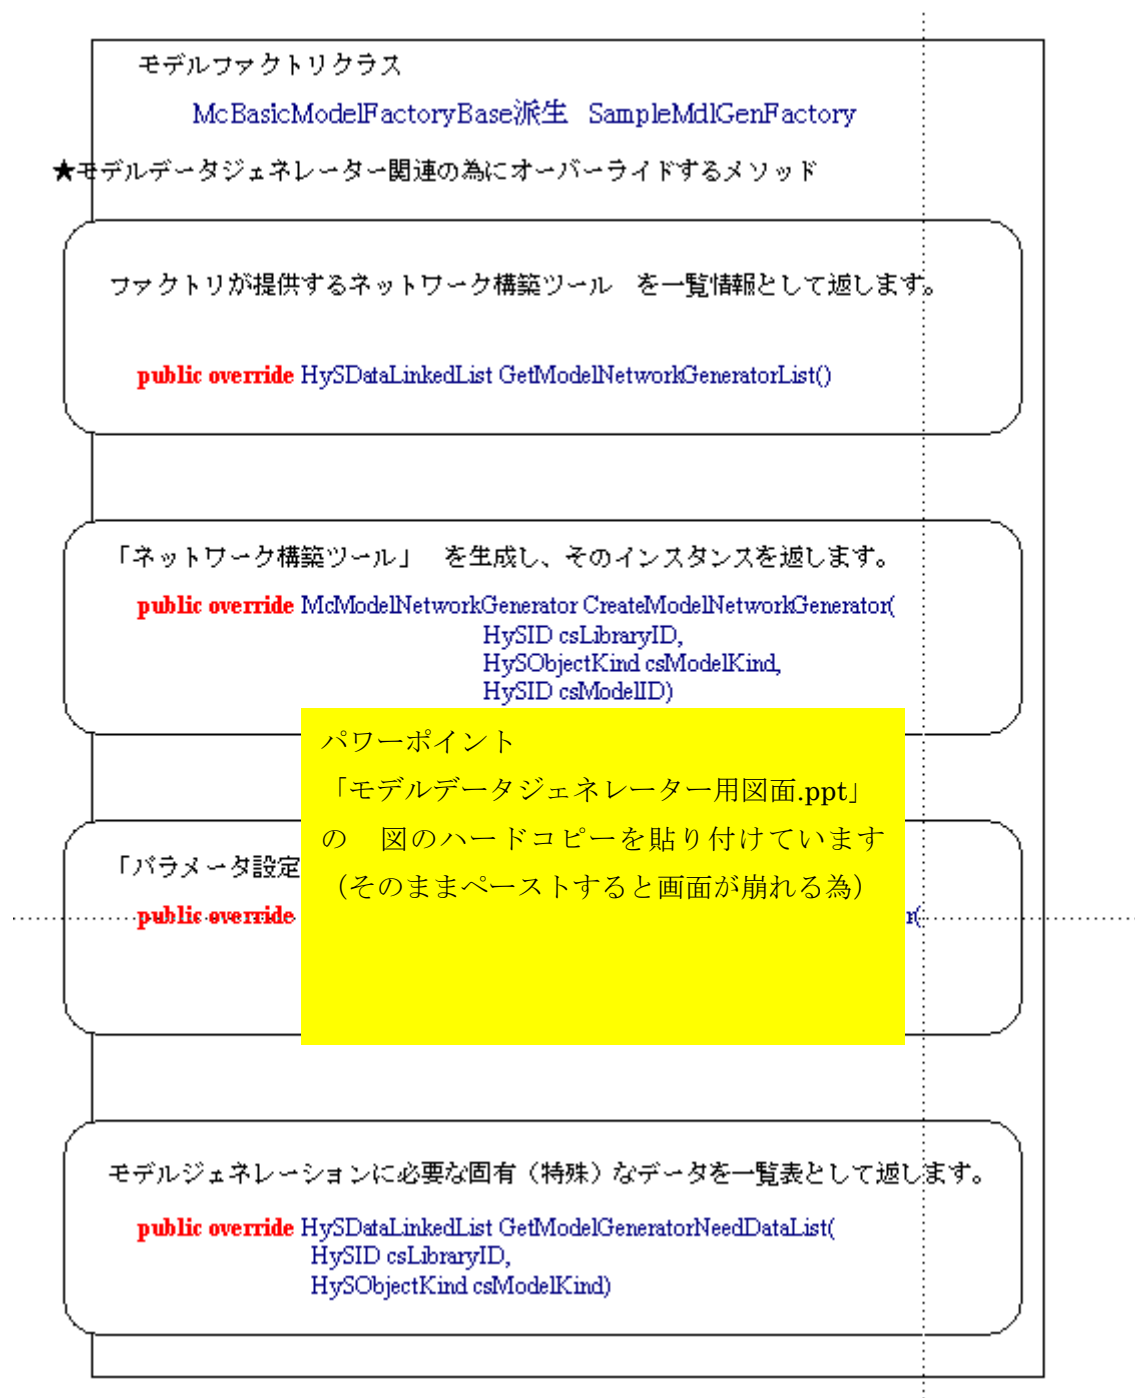 モデルファクトリクラス
McBasicModelFactoryBase派生 SampleMdlGenFactory
★モデルデータジェネレーター関連の為にオーバーライドするメソッド
ファクトリが提供するネットワーク構築ツール　を一覧情報として返します。
public override HySDataLinkedList GetModelNetworkGeneratorList()
「ネットワーク構築ツール」　を生成し、そのインスタンスを返します。
public override McModelNetworkGenerator CreateModelNetworkGenerator(
HySID csLibraryID,
HySObjectKind csModelKind,
HySID csModelID)
パワーポイント
「モデルデータジェネレーター用図面.ppt」
の　図のハードコピーを貼り付けています
（そのままペーストすると画面が崩れる為）
「パラメータ設定
public override
r(
モデルジェネレーションに必要な固有（特殊）なデータを一覧表として返します。
public override HySDataLinkedList GetModelGeneratorNeedDataList(
HySID csLibraryID,
HySObjectKind csModelKind)